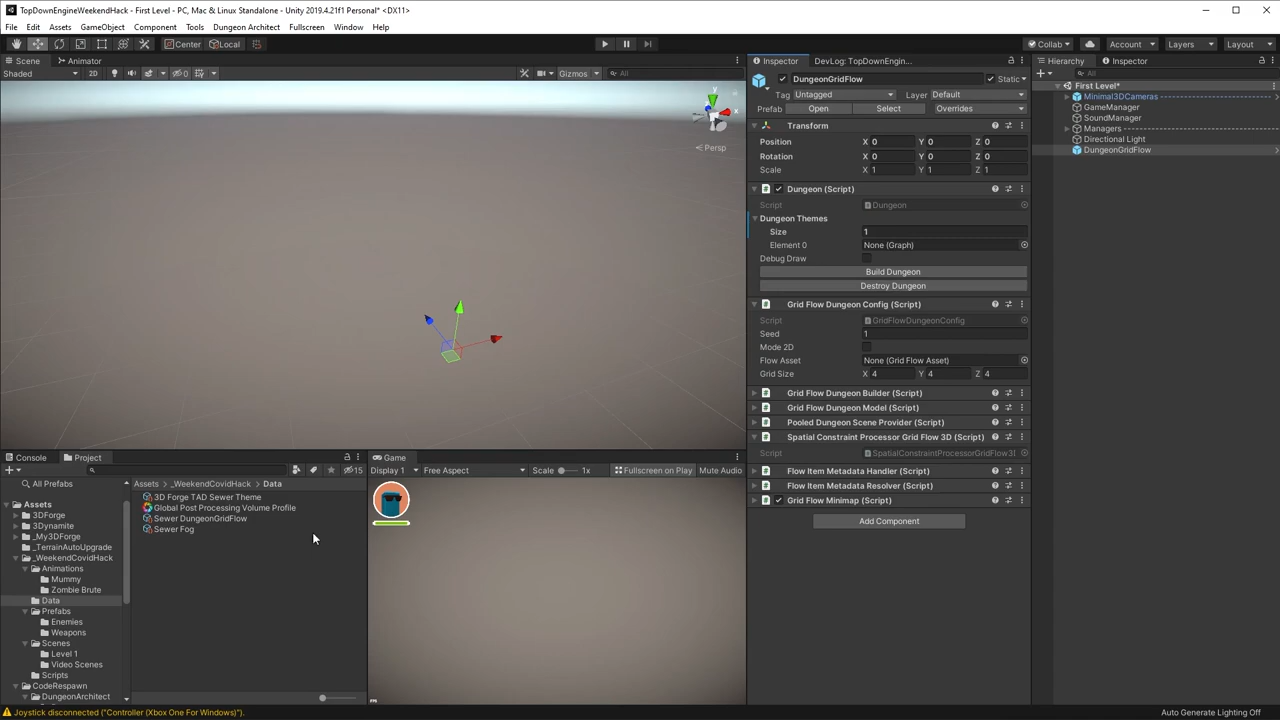 TopDownEngineWeekendHack - First Level - PC, Mac & Linux Standalone - Unity 2019.4.21f1 Personal* <DX11>
File Edit Assets GameObject Component Tools Dungeon Architect Fullscreen Window Help
Center Local Collab Account Layers Layout
Scene Animator
Shaded 2D 0 Gizmos All
y x
Persp
Inspector DevLog: TopDownEngin...
DungeonGridFlow Static
Tag Untagged Layer Default
Prefab Open Select Overrides
Transform
Position X 0 Y 0 Z 0
Rotation X 0 Y 0 Z 0
Scale X 1 Y 1 Z 1
Dungeon (Script)
Script Dungeon
Dungeon Themes
Size 1
Element 0 None (Graph)
Debug Draw
Build Dungeon
Destroy Dungeon
Grid Flow Dungeon Config (Script)
Script GridFlowDungeonConfig
Seed 1
Mode 2D
Flow Asset None (Grid Flow Asset)
Grid Size X 4 Y 4 Z 4
Grid Flow Dungeon Builder (Script)
Grid Flow Dungeon Model (Script)
Pooled Dungeon Scene Provider (Script)
Spatial Constraint Processor Grid Flow 3D (Script)
Script SpatialConstraintProcessorGridFlow3D
Flow Item Metadata Handler (Script)
Flow Item Metadata Resolver (Script)
Grid Flow Minimap (Script)
Add Component
Hierarchy Inspector
All
First Level*
Minimal3DCameras
GameManager
SoundManager
Managers
Directional Light
DungeonGridFlow
Console Project
15
All Prefabs
Assets
3DForge
3Dynamite
_My3DForge
_TerrainAutoUpgrade
_WeekendCovidHack
Animations
Mummy
Zombie Brute
Data
Prefabs
Enemies
Weapons
Scenes
Level 1
Video Scenes
Scripts
CodeRespawn
DungeonArchitect
Assets > _WeekendCovidHack > Data
3D Forge TAD Sewer Theme
Global Post Processing Volume Profile
Sewer DungeonGridFlow
Sewer Fog
Game
Display 1 Free Aspect Scale 1x Fullscreen on Play Mute Audio
Joystick disconnected ("Controller (Xbox One For Windows)").
Auto Generate Lighting Off